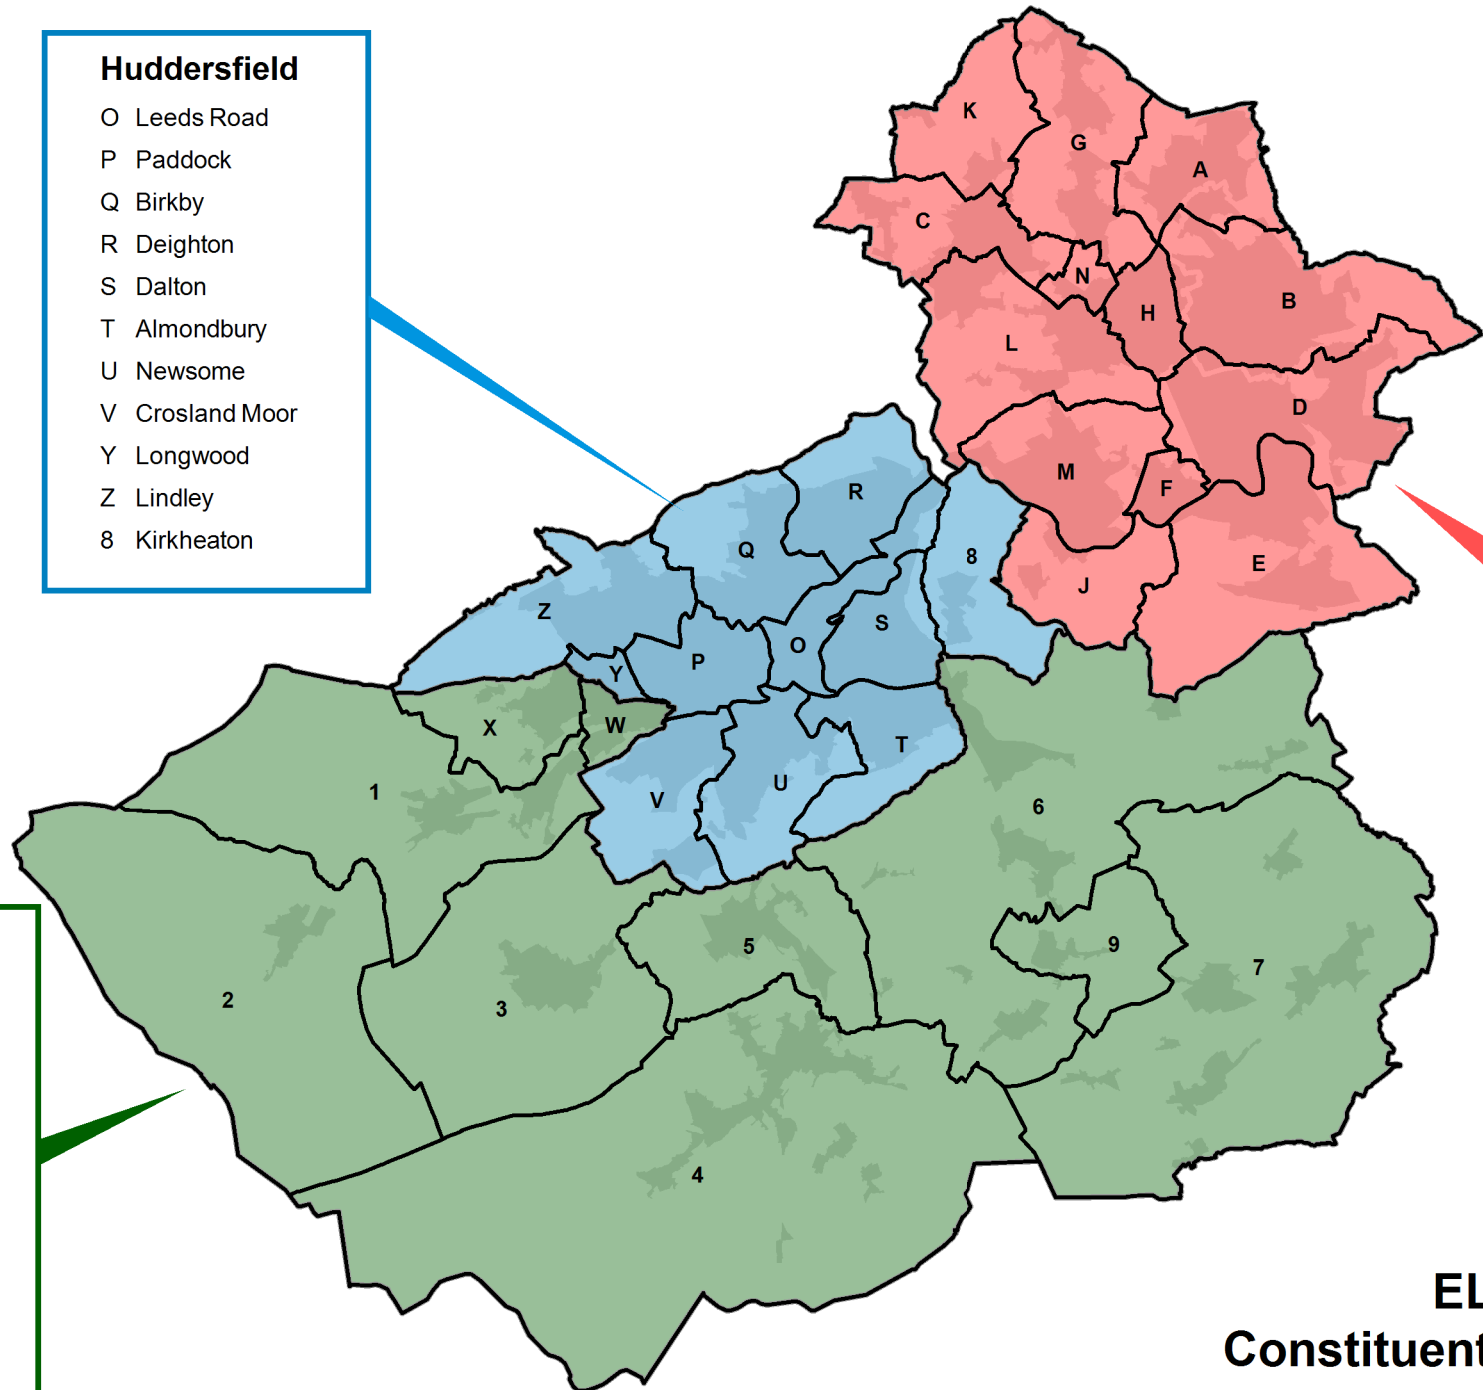 Huddersfield
O Leeds Road
P Paddock
Q Birkby
R Deighton
S Dalton
T Almondbury
U Newsome
V Crosland Moor
Y Longwood
Z Lindley
8 Kirkheaton
K
G
A
C
N
B
H
L
D
M
F
R
Q
8
E
J
Z
S
O
P
Y
X
W
T
U
1
V
6
5
9
7
2
3
4
EL
Constituent